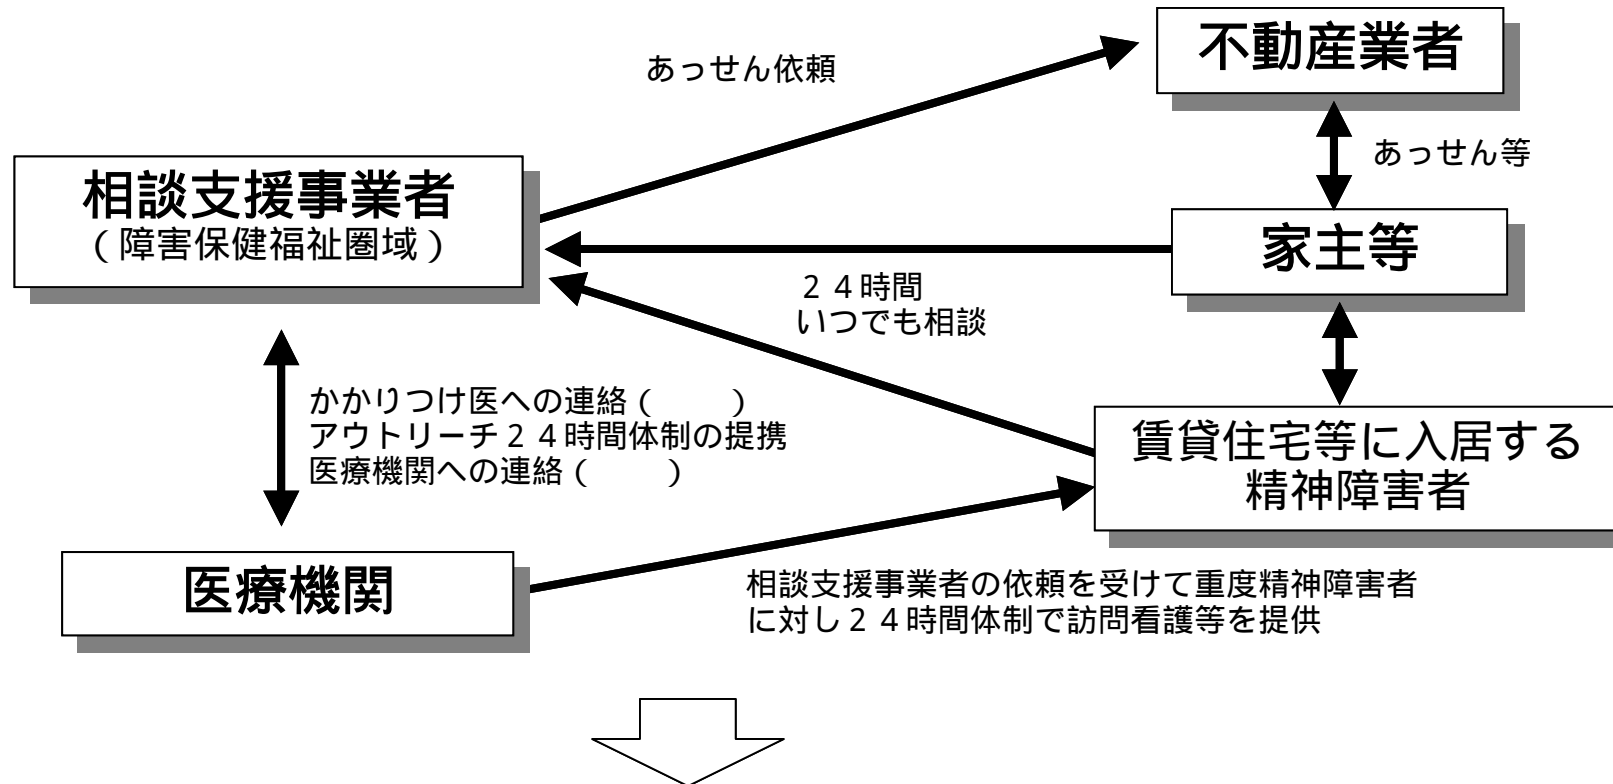 不動産業者
あっせん依頼
あっせん等
相談支援事業者
（障害保健福祉圏域）
家主等
２４時間
いつでも相談
かかりつけ医への連絡（　　）
アウトリーチ２４時間体制の提携
医療機関への連絡（　　）
賃貸住宅等に入居する
精神障害者
医療機関
相談支援事業者の依頼を受けて重度精神障害者
に対し２４時間体制で訪問看護等を提供